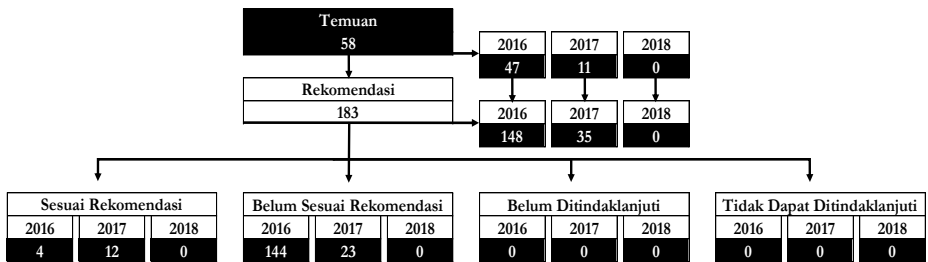 Temuan
58
2016 2017 2018
47 11 0
Rekomendasi
183
2016 2017 2018
148 35 0
Sesuai Rekomendasi
2016 2017 2018
4 12 0
Belum Sesuai Rekomendasi
2016 2017 2018
144 23 0
Belum Ditindaklanjuti
2016 2017 2018
0 0 0
Tidak Dapat Ditindaklanjuti
2016 2017 2018
0 0 0